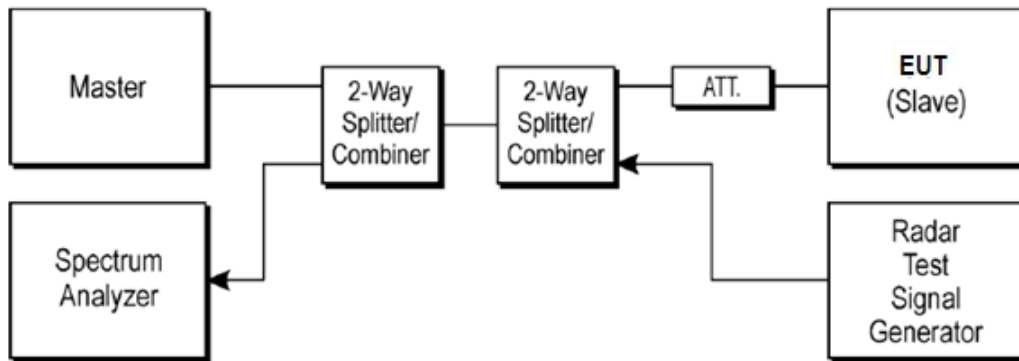 Master
2-Way
Splitter/
Combiner
2-Way
Splitter/
Combiner
ATT.
EUT
(Slave)
Spectrum
Analyzer
Radar
Test
Signal
Generator